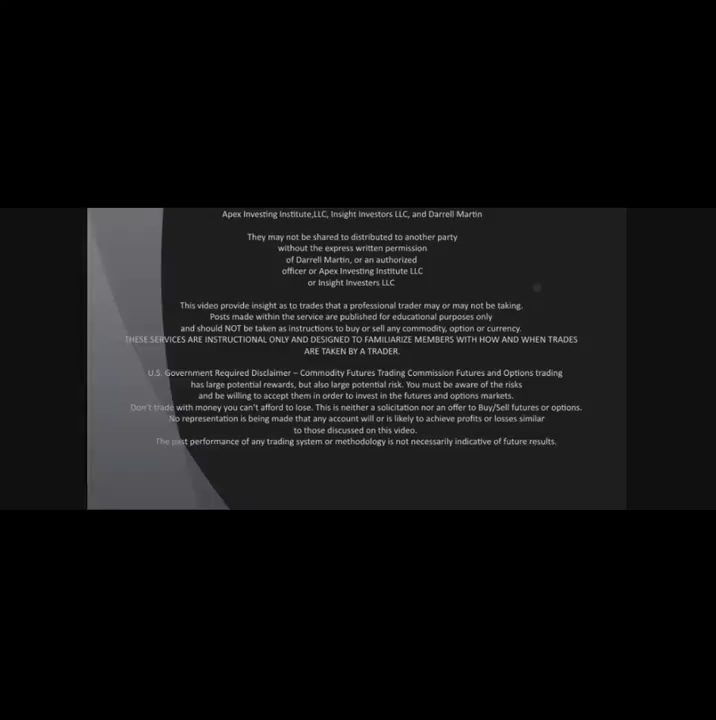 Apex Investing Institute,LLC, Insight Investors LLC, and Darrell Martin
They may not be shared to distributed to another party
without the express written permission
of Darrell Martin, or an authorized
officer or Apex Investing Institute LLC
or Insight Investers LLC
This video provide insight as to trades that a professional trader may or may not be taking.
Posts made within the service are published for educational purposes only
and should NOT be taken as instructions to buy or sell any commodity, option or currency.
THESE SERVICES ARE INSTRUCTIONAL ONLY AND DESIGNED TO FAMILIARIZE MEMBERS WITH HOW AND WHEN TRADES
ARE TAKEN BY A TRADER.
U.S. Government Required Disclaimer – Commodity Futures Trading Commission Futures and Options trading
has large potential rewards, but also large potential risk. You must be aware of the risks
and be willing to accept them in order to invest in the futures and options markets.
Don't trade with money you can't afford to lose. This is neither a solicitation nor an offer to Buy/Sell futures or options.
No representation is being made that any account will or is likely to achieve profits or losses similar
to those discussed on this video.
The past performance of any trading system or methodology is not necessarily indicative of future results.